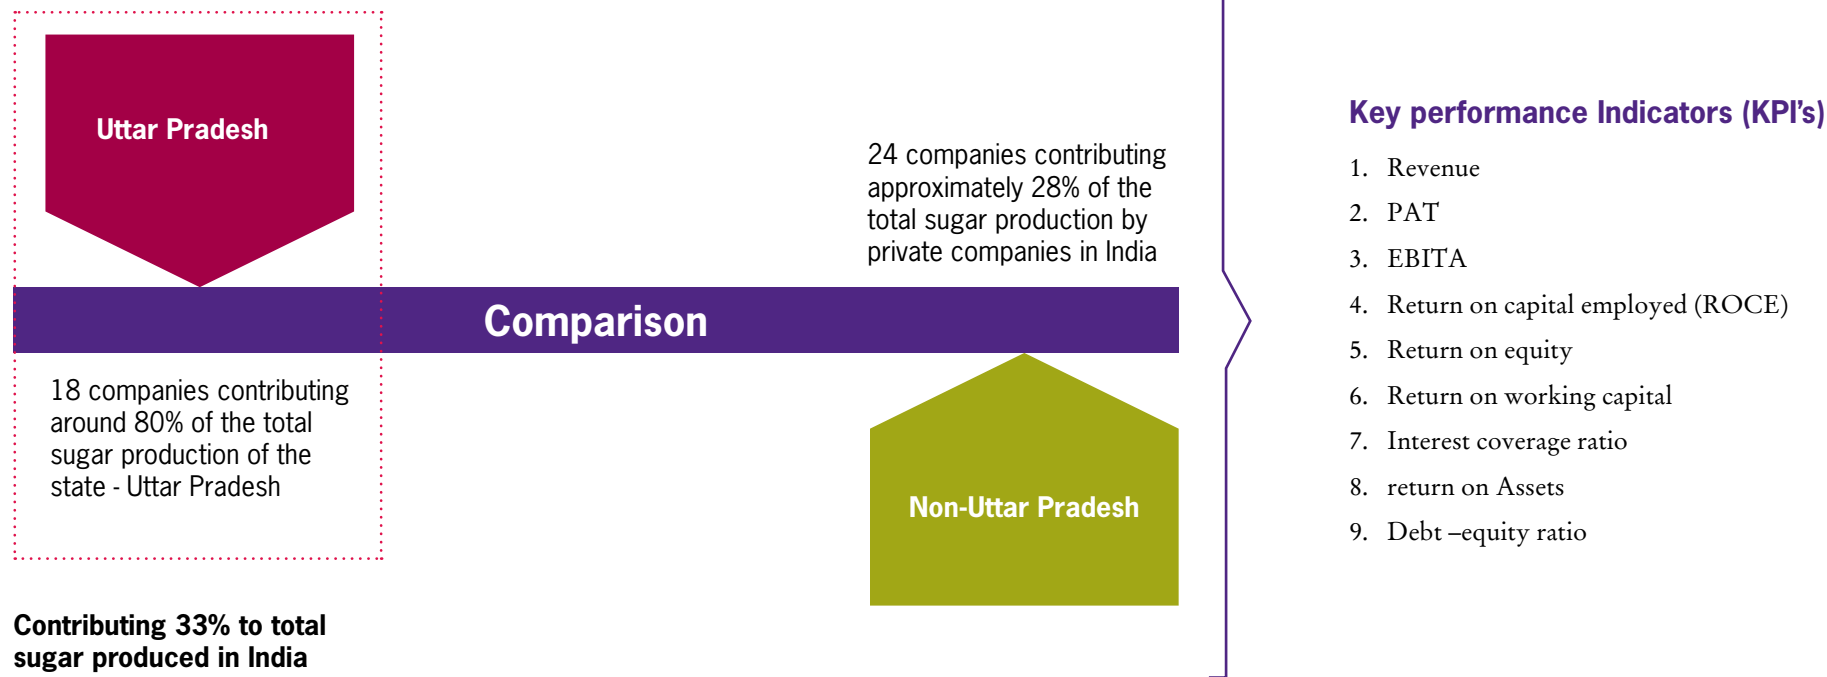 Uttar Pradesh
24 companies contributing
approximately 28% of the
total sugar production by
private companies in India
Comparison
18 companies contributing
around 80% of the total
sugar production of the
state - Uttar Pradesh
Non-Uttar Pradesh
Contributing 33% to total
sugar produced in India
Key performance Indicators (KPI's)
1. Revenue
2. PAT
3. EBITA
4. Return on capital employed (ROCE)
5. Return on equity
6. Return on working capital
7. Interest coverage ratio
8. return on Assets
9. Debt –equity ratio